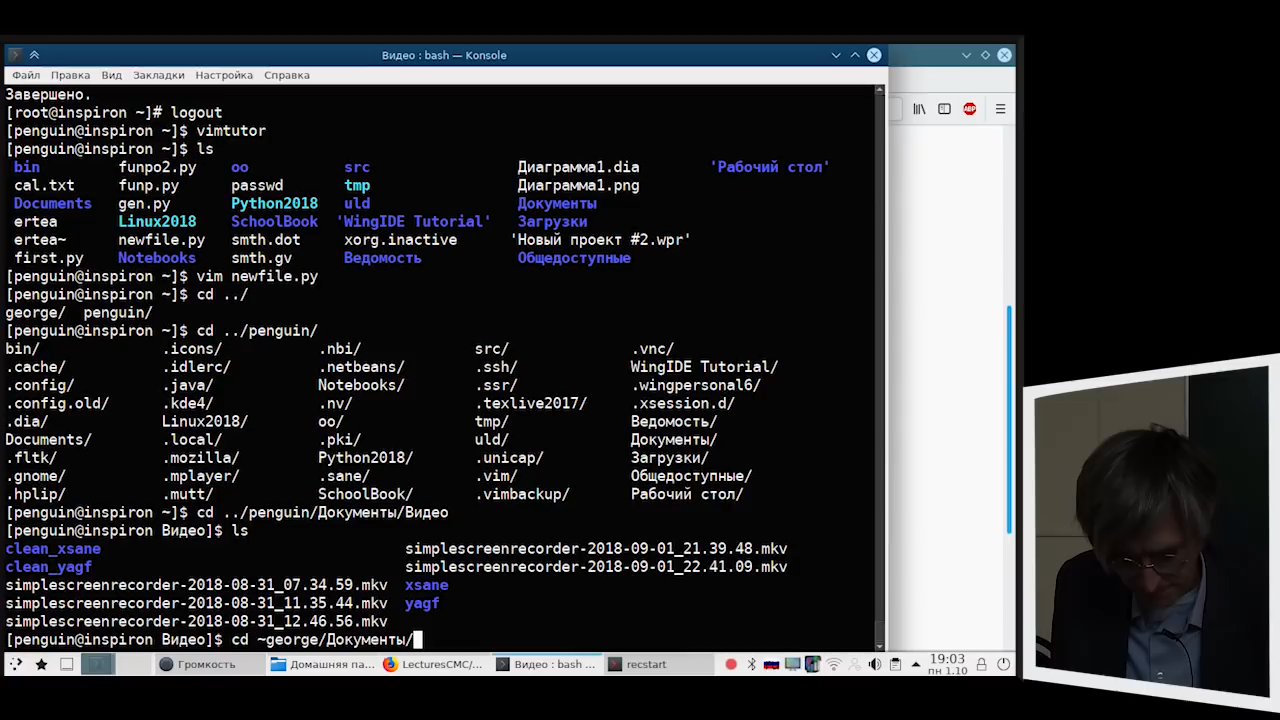 Видео : bash — Konsole
Файл Правка Вид Закладки Настройка Справка
Завершено.
[root@inspiron ~]# logout
[penguin@inspiron ~]$ vimtutor
[penguin@inspiron ~]$ ls
bin funpo2.py oo src Диаграмма1.dia 'Рабочий стол'
cal.txt funp.py passwd tmp Диаграмма1.png
Documents gen.py Python2018 uld Документы
ertea Linux2018 SchoolBook 'WingIDE Tutorial' Загрузки
ertea~ newfile.py smth.dot xorg.inactive 'Новый проект #2.wpr'
first.py Notebooks smth.gv Ведомость Общедоступные
[penguin@inspiron ~]$ vim newfile.py
[penguin@inspiron ~]$ cd ../
george/ penguin/
[penguin@inspiron ~]$ cd ../penguin/
bin/ .icons/ .nbi/ src/ .vnc/
.cache/ .idlerc/ .netbeans/ .ssh/ WingIDE Tutorial/
.config/ .java/ Notebooks/ .ssr/ .wingpersonal6/
.config.old/ .kde4/ .nv/ .texlive2017/ .xsession.d/
.dia/ Linux2018/ oo/ tmp/ Ведомость/
Documents/ .local/ .pki/ uld/ Документы/
.fltk/ .mozilla/ Python2018/ .unicap/ Загрузки/
.gnome/ .mplayer/ .sane/ .vim/ Общедоступные/
.hplip/ .mutt/ SchoolBook/ .vimbackup/ Рабочий стол/
[penguin@inspiron ~]$ cd ../penguin/Документы/Видео
[penguin@inspiron Видео]$ ls
clean_xsane simplescreenrecorder-2018-09-01_21.39.48.mkv
clean_yagf simplescreenrecorder-2018-09-01_22.41.09.mkv
simplescreenrecorder-2018-08-31_07.34.59.mkv xsane
simplescreenrecorder-2018-08-31_11.35.44.mkv yagf
simplescreenrecorder-2018-08-31_12.46.56.mkv
[penguin@inspiron Видео]$ cd ~george/Документы/
Громкость Домашняя па... LecturesCMC/... Видео : bash ... recstart 19:03
пн 1.10
ABP